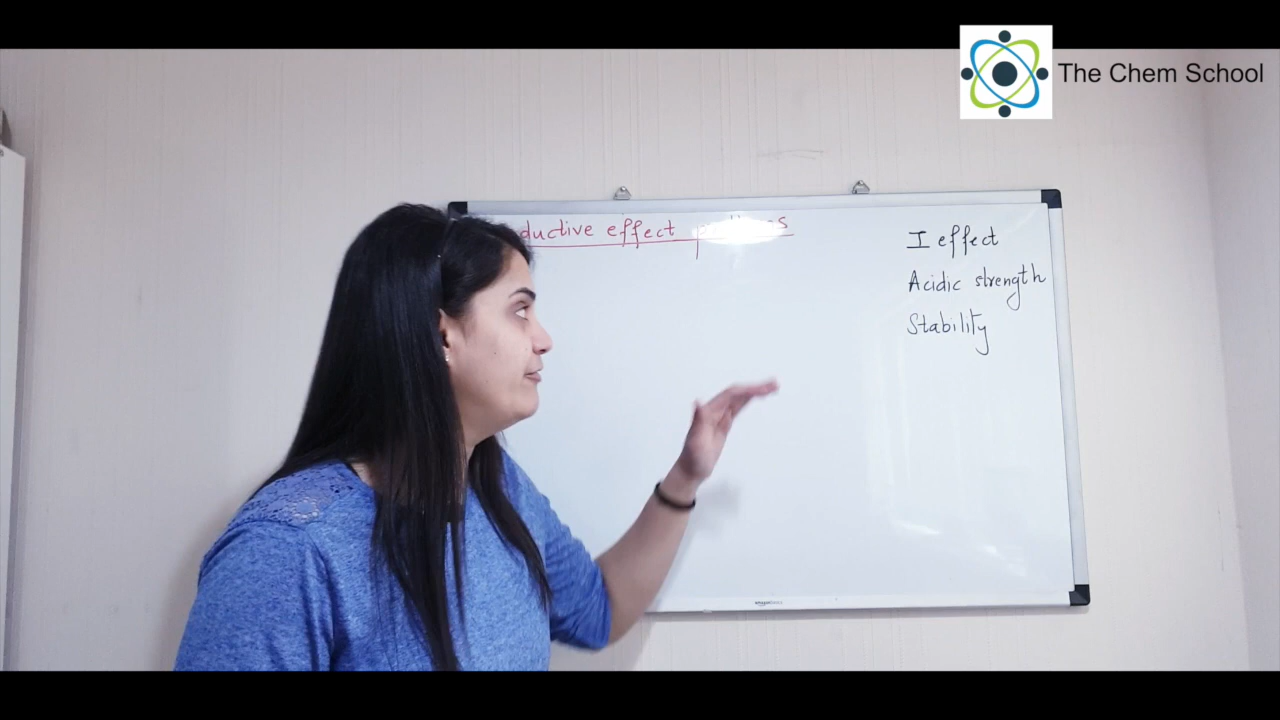 The Chem School
ductive effect
I effect
Acidic strength
Stability